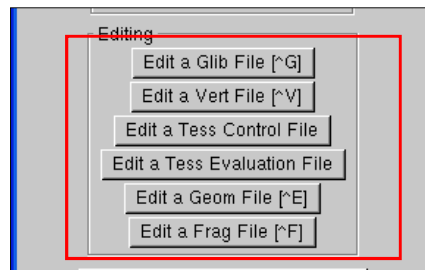 Editing
Edit a Glib File [^G]
Edit a Vert File [^V]
Edit a Tess Control File
Edit a Tess Evaluation File
Edit a Geom File [^E]
Edit a Frag File [^F]